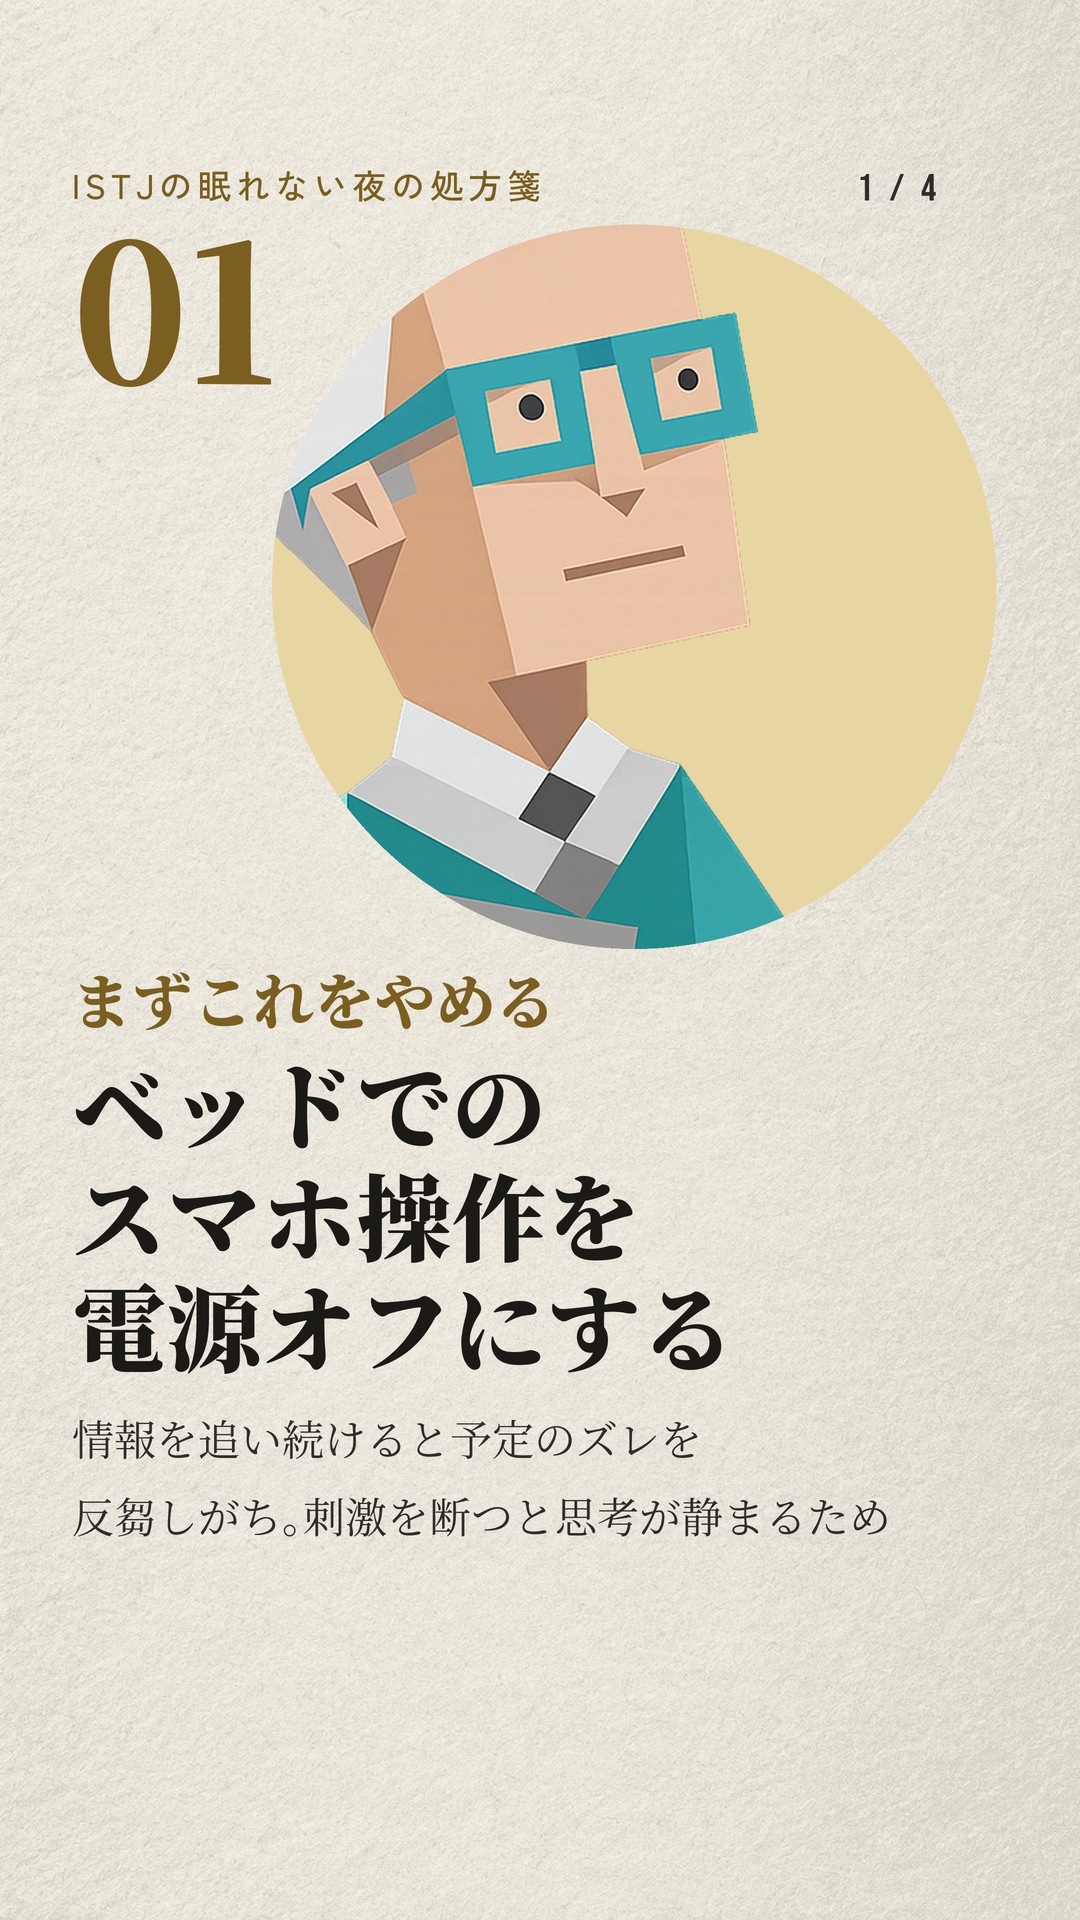 ISTJの眠れない夜の処方箋
1 / 4
01
まずこれをやめる
ベッドでの
スマホ操作を
電源オフにする
情報を追い続けると予定のズレを
反芻しがち。刺激を断つと思考が静まるため